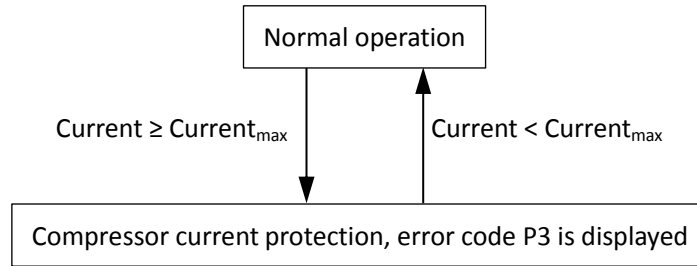 Normal operation
Current ≥ Currentmax
Current < Currentmax
Compressor current protection, error code P3 is displayed